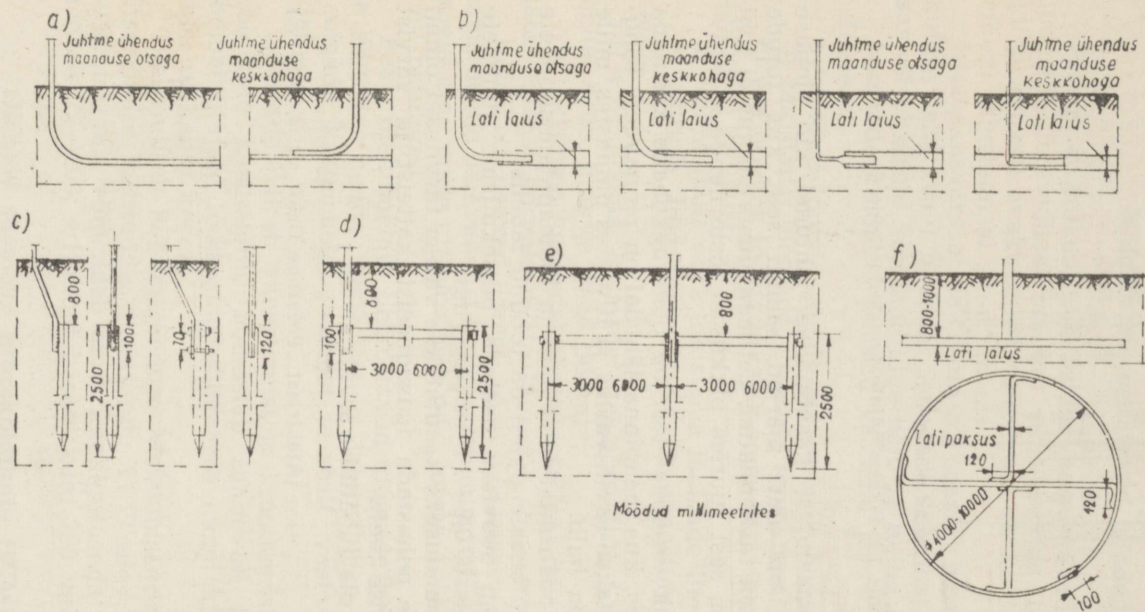 a)
Juhtme ühendus
maanduse otsaga
Juhtme ühendus
maanduse
keskkohaga
b)
Juhtme ühendus
maanduse otsaga
Lati laius
Juhtme ühendus
maanduse
keskkohaga
Lati laius
Juhtme ühendus
maanduse otsaga
Lati laius
Juhtme ühendus
maanduse
keskkohaga
Lati laius
c)
800
2500
100
70
120
d)
800
100
3000 6000
2500
e)
800
3000 6000
3000 6000
2500
Mõõdud millimeetrites
f)
800-1000
Lati laius
Lati paksus
120
120
⌀ 4000-10000
100